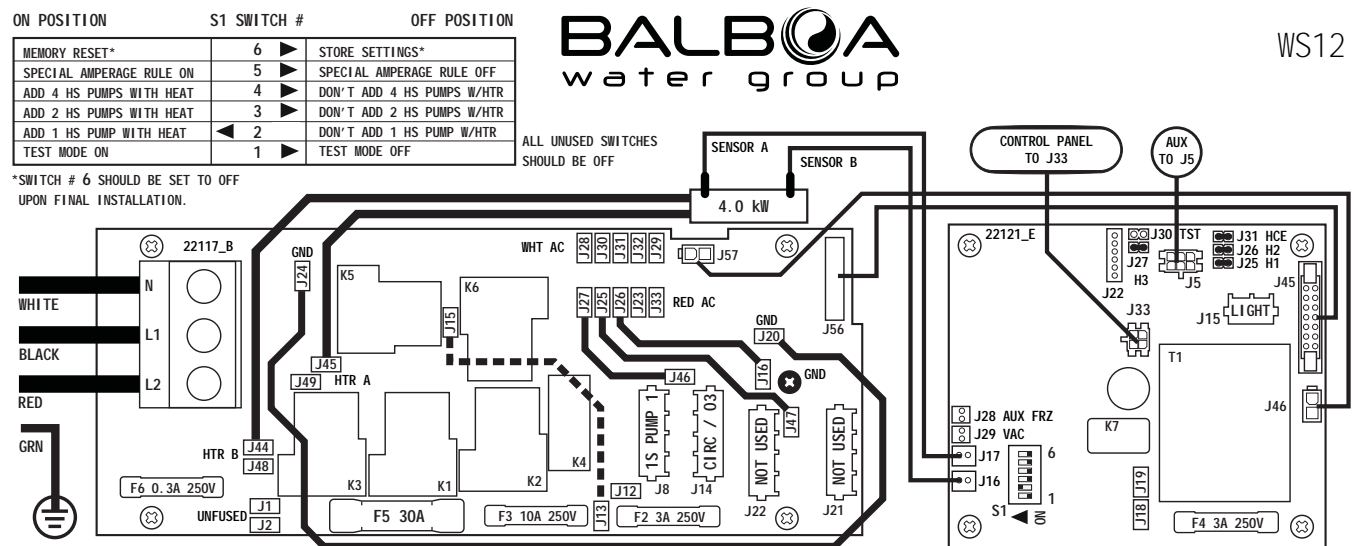 ON POSITION S1 SWITCH # OFF POSITION
MEMORY RESET* 6 STORE SETTINGS*
SPECIAL AMPERAGE RULE ON 5 SPECIAL AMPERAGE RULE OFF
ADD 4 HS PUMPS WITH HEAT 4 DON'T ADD 4 HS PUMPS W/HTR
ADD 2 HS PUMPS WITH HEAT 3 DON'T ADD 2 HS PUMPS W/HTR
ADD 1 HS PUMP WITH HEAT 2 DON'T ADD 1 HS PUMP W/HTR
TEST MODE ON 1 TEST MODE OFF
*SWITCH # 6 SHOULD BE SET TO OFF
UPON FINAL INSTALLATION.
ALL UNUSED SWITCHES
SHOULD BE OFF
BALBOA
water group
WS12
SENSOR A
SENSOR B
4.0 kW
CONTROL PANEL
TO J33
AUX
TO J5
22117_B
N
L1
L2
WHITE
BLACK
RED
GRN
GND
J24
K5
K6
J15
WHT AC
J28
J30
J31
J32
J29
J57
J27
J25
J26
J23
J33
RED AC
J56
GND
J20
J45
J49
HTR A
J46
J16
GND
J47
HTR B
J44
J48
K3
K1
K2
K4
1S PUMP 1
J8
CIRC / O3
J14
NOT USED
J22
NOT USED
J21
F6 0.3A 250V
UNFUSED
J1
J2
F5 30A
F3 10A 250V
J13
J12
F2 3A 250V
22121_E
J22
J30 TST
J27
H3
J5
J31 HCE
J26 H2
J25 H1
J45
J33
J15
LIGHT
T1
J46
K7
J28 AUX FRZ
J29 VAC
J17
J16
6
1
S1
ON
J19
J18
F4 3A 250V